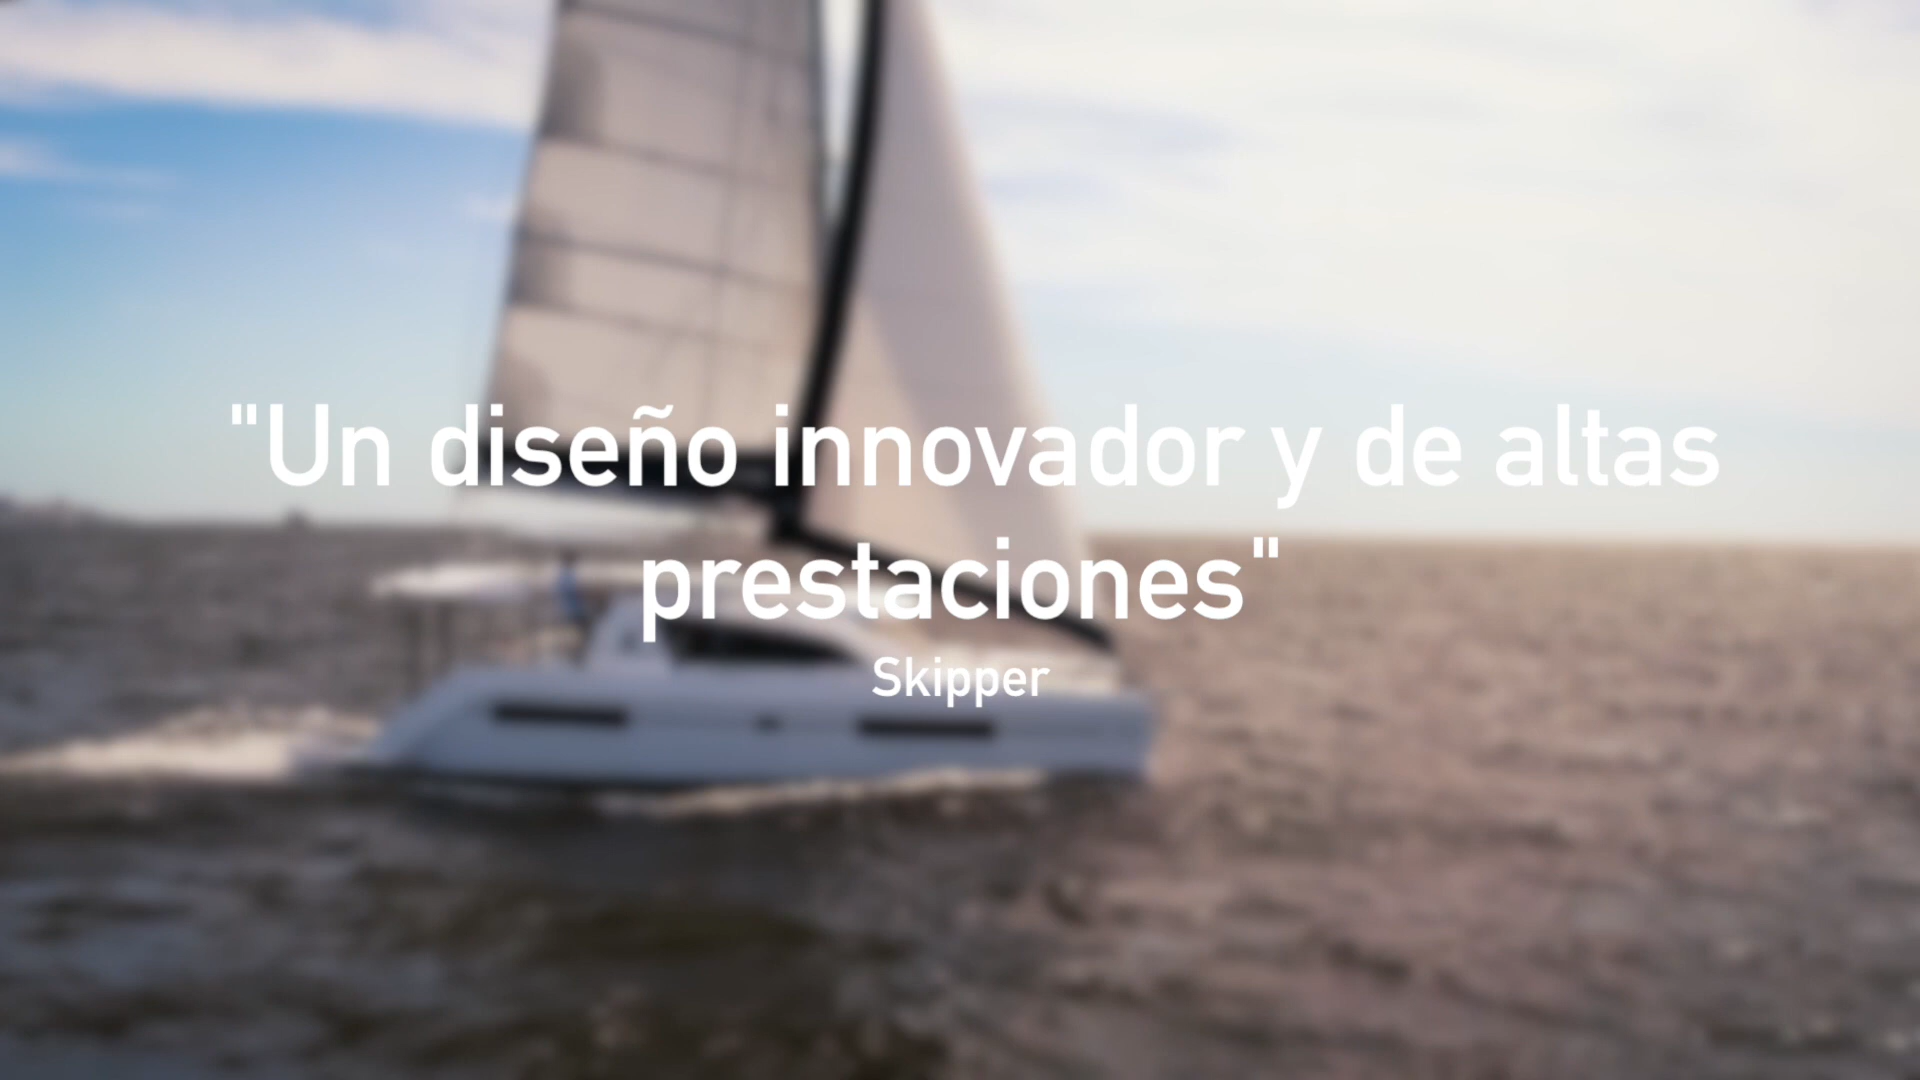 "Un diseño innovador y de altas
prestaciones"
Skipper